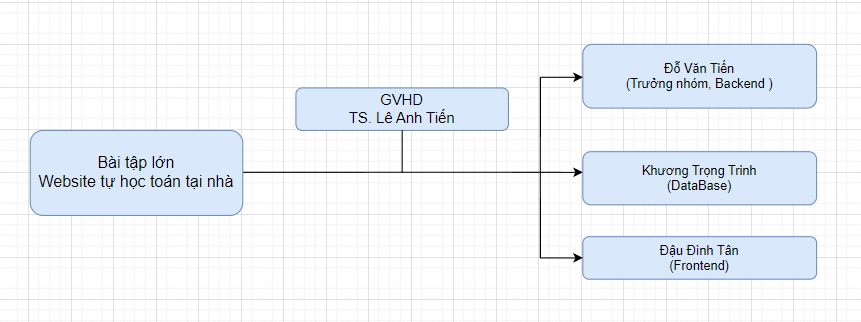 Bài tập lớn
Website tự học toán tại nhà
GVHD
TS. Lê Anh Tiến
Đỗ Văn Tiến
(Trưởng nhóm, Backend )
Khương Trọng Trinh
(DataBase)
Đậu Đình Tân
(Frontend)